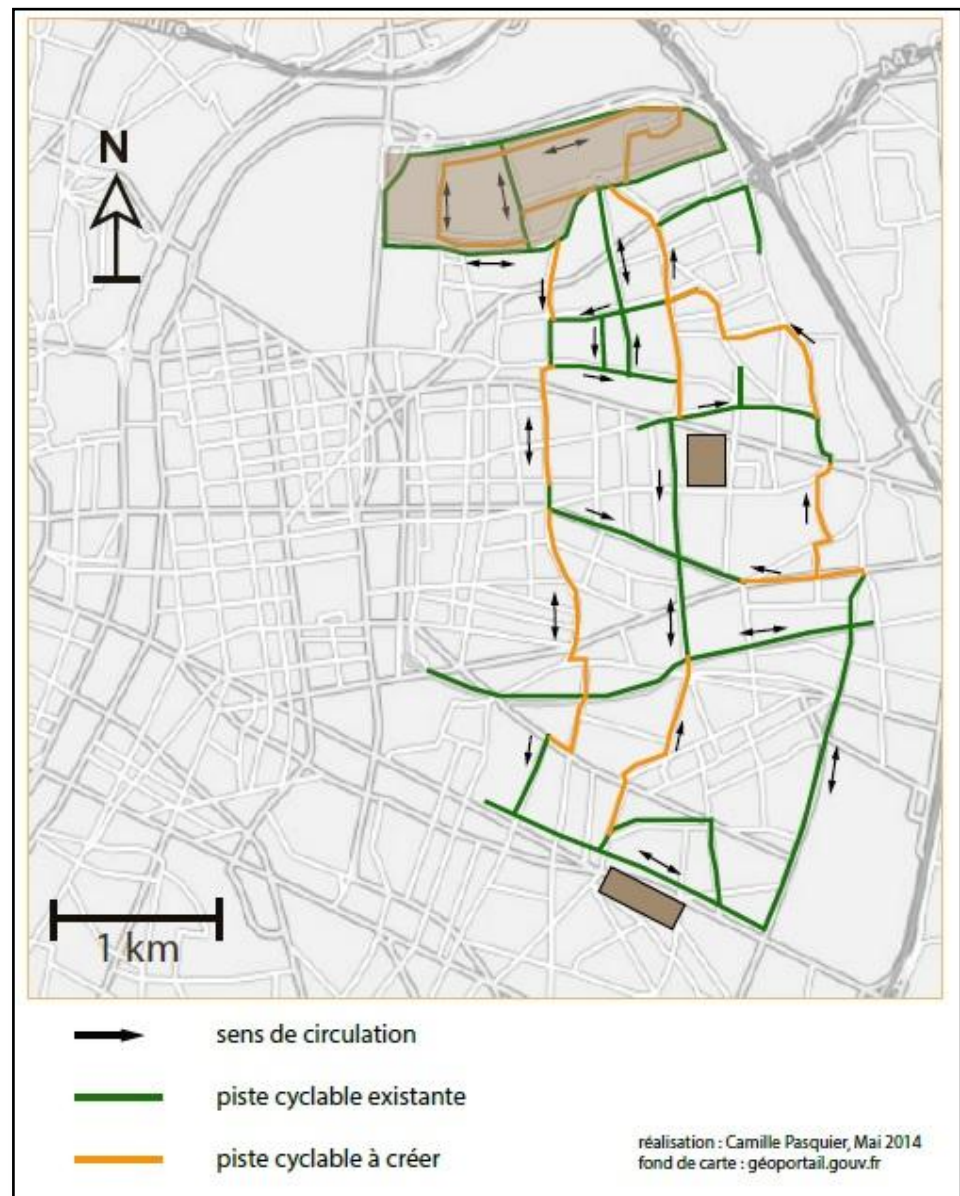 A42
N
1 km
sens de circulation
piste cyclable existante
piste cyclable à créer
réalisation : Camille Pasquier, Mai 2014
fond de carte : géoportail.gouv.fr